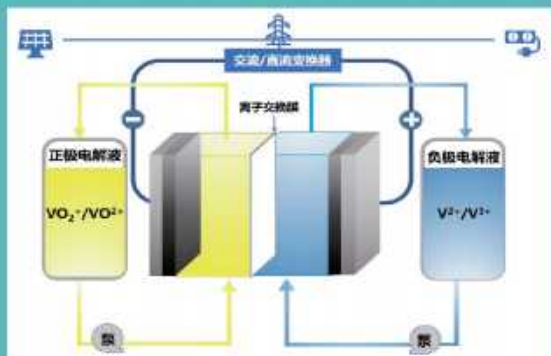 交流/直流变换器
离子交换膜
正极电解液
VO₂⁺/VO²⁺
负极电解液
V²⁺/V³⁺
泵
泵